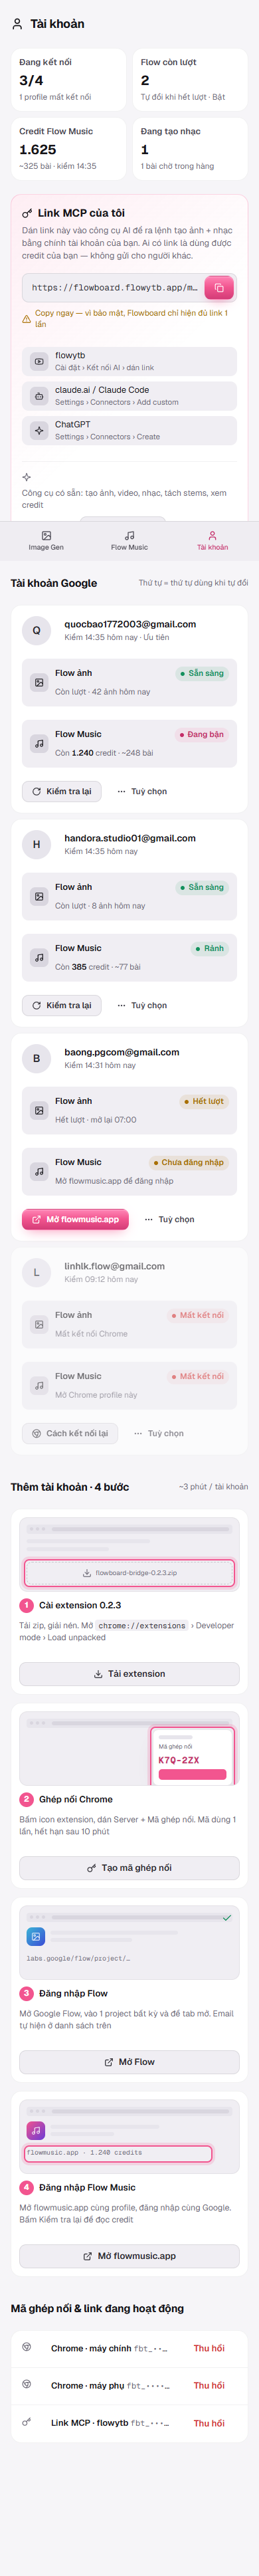 Tài khoản
Đang kết nối
3/4
1 profile mất kết nối
Flow còn lượt
2
Tự đổi khi hết lượt · Bật
Credit Flow Music
1.625
~325 bài · kiểm 14:35
Đang tạo nhạc
1
1 bài chờ trong hàng
Link MCP của tôi
Dán link này vào công cụ AI để ra lệnh tạo ảnh + nhạc
bằng chính tài khoản của bạn. Ai có link là dùng được
credit của bạn — không gửi cho người khác.
https://flowboard.flowytb.app/m…
Copy ngay — vì bảo mật, Flowboard chỉ hiện đủ link 1
lần
flowytb
Cài đặt › Kết nối AI › dán link
claude.ai / Claude Code
Settings › Connectors › Add custom
ChatGPT
Settings › Connectors › Create
Công cụ có sẵn: tạo ảnh, video, nhạc, tách stems, xem
credit
Image Gen
Flow Music
Tài khoản
Tài khoản Google
Thứ tự = thứ tự dùng khi tự đổi
Q
quocbao1772003@gmail.com
Kiểm 14:35 hôm nay · Ưu tiên
Flow ảnh
Sẵn sàng
Còn lượt · 42 ảnh hôm nay
Flow Music
Đang bận
Còn 1.240 credit · ~248 bài
Kiểm tra lại
Tuỳ chọn
H
handora.studio01@gmail.com
Kiểm 14:35 hôm nay
Flow ảnh
Sẵn sàng
Còn lượt · 8 ảnh hôm nay
Flow Music
Rảnh
Còn 385 credit · ~77 bài
Kiểm tra lại
Tuỳ chọn
B
baong.pgcom@gmail.com
Kiểm 14:31 hôm nay
Flow ảnh
Hết lượt
Hết lượt · mở lại 07:00
Flow Music
Chưa đăng nhập
Mở flowmusic.app để đăng nhập
Mở flowmusic.app
Tuỳ chọn
L
linhlk.flow@gmail.com
Kiểm 09:12 hôm nay
Flow ảnh
Mất kết nối
Mất kết nối Chrome
Flow Music
Mất kết nối
Mở Chrome profile này
Cách kết nối lại
Tuỳ chọn
Thêm tài khoản · 4 bước
~3 phút / tài khoản
flowboard-bridge-0.2.3.zip
1 Cài extension 0.2.3
Tải zip, giải nén. Mở chrome://extensions › Developer
mode › Load unpacked
Tải extension
Mã ghép nối
K7Q-2ZX
2 Ghép nối Chrome
Bấm icon extension, dán Server + Mã ghép nối. Mã dùng 1
lần, hết hạn sau 10 phút
Tạo mã ghép nối
labs.google/flow/project/…
3 Đăng nhập Flow
Mở Google Flow, vào 1 project bất kỳ và để tab mở. Email
tự hiện ở danh sách trên
Mở Flow
flowmusic.app · 1.240 credits
4 Đăng nhập Flow Music
Mở flowmusic.app cùng profile, đăng nhập cùng Google.
Bấm Kiểm tra lại để đọc credit
Mở flowmusic.app
Mã ghép nối & link đang hoạt động
Chrome · máy chính fbt_··…
Thu hồi
Chrome · máy phụ fbt_····…
Thu hồi
Link MCP · flowytb fbt_···…
Thu hồi